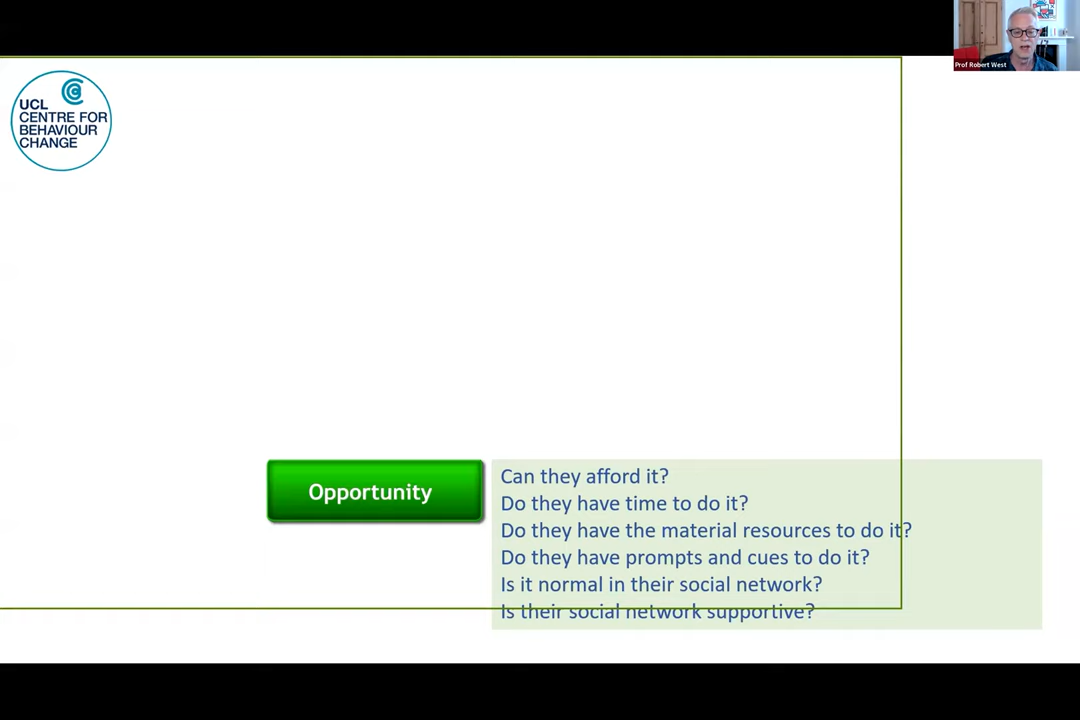 Prof Robert West
UCL
CENTRE FOR
BEHAVIOUR
CHANGE
Opportunity
Can they afford it?
Do they have time to do it?
Do they have the material resources to do it?
Do they have prompts and cues to do it?
Is it normal in their social network?
Is their social network supportive?